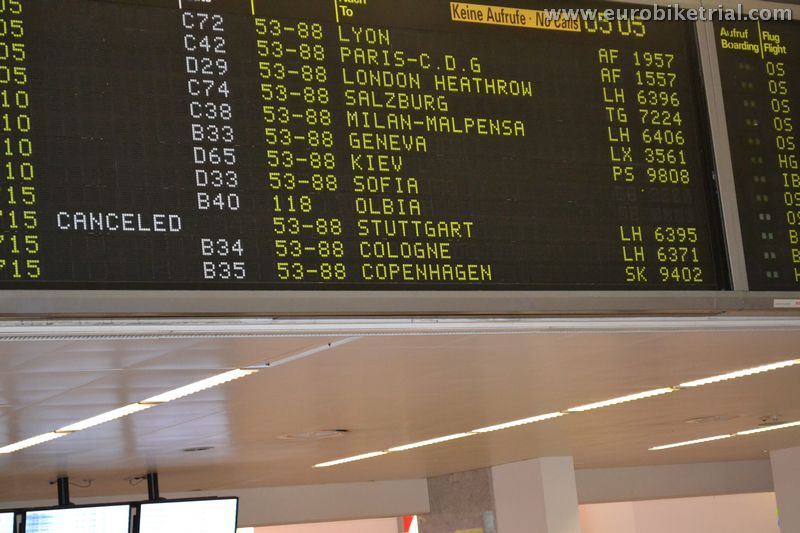 www.eurobiketrial.com
To
Keine Aufrufe · No Calls
0505
Aufruf Flug
Boarding Flight
05 C72 53-88 LYON AF 1957 OS
05 C42 53-88 PARIS-C.D.G AF 1557 OS
05 D29 53-88 LONDON HEATHROW LH 6396 OS
05 C74 53-88 SALZBURG TG 7224 OS
10 C38 53-88 MILAN-MALPENSA LH 6406 OS
10 B33 53-88 GENEVA LX 3561 HG
10 D65 53-88 KIEV PS 9808 IB
10 D33 53-88 SOFIA OS
15 B40 118 OLBIA OS
715 CANCELED 53-88 STUTTGART LH 6395
715 B34 53-88 COLOGNE LH 6371
715 B35 53-88 COPENHAGEN SK 9402